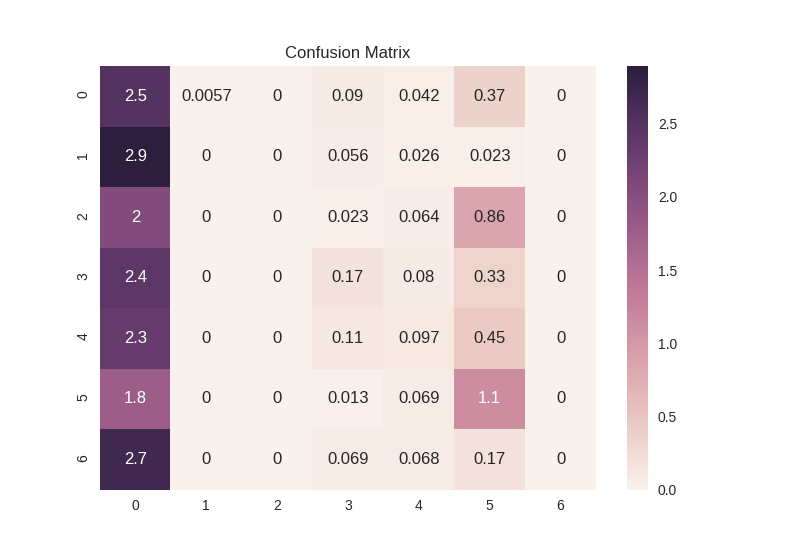 Confusion Matrix
0 2.5 0.0057 0 0.09 0.042 0.37 0
1 2.9 0 0 0.056 0.026 0.023 0
2 2 0 0 0.023 0.064 0.86 0
3 2.4 0 0 0.17 0.08 0.33 0
4 2.3 0 0 0.11 0.097 0.45 0
5 1.8 0 0 0.013 0.069 1.1 0
6 2.7 0 0 0.069 0.068 0.17 0
0 1 2 3 4 5 6
2.5
2.0
1.5
1.0
0.5
0.0